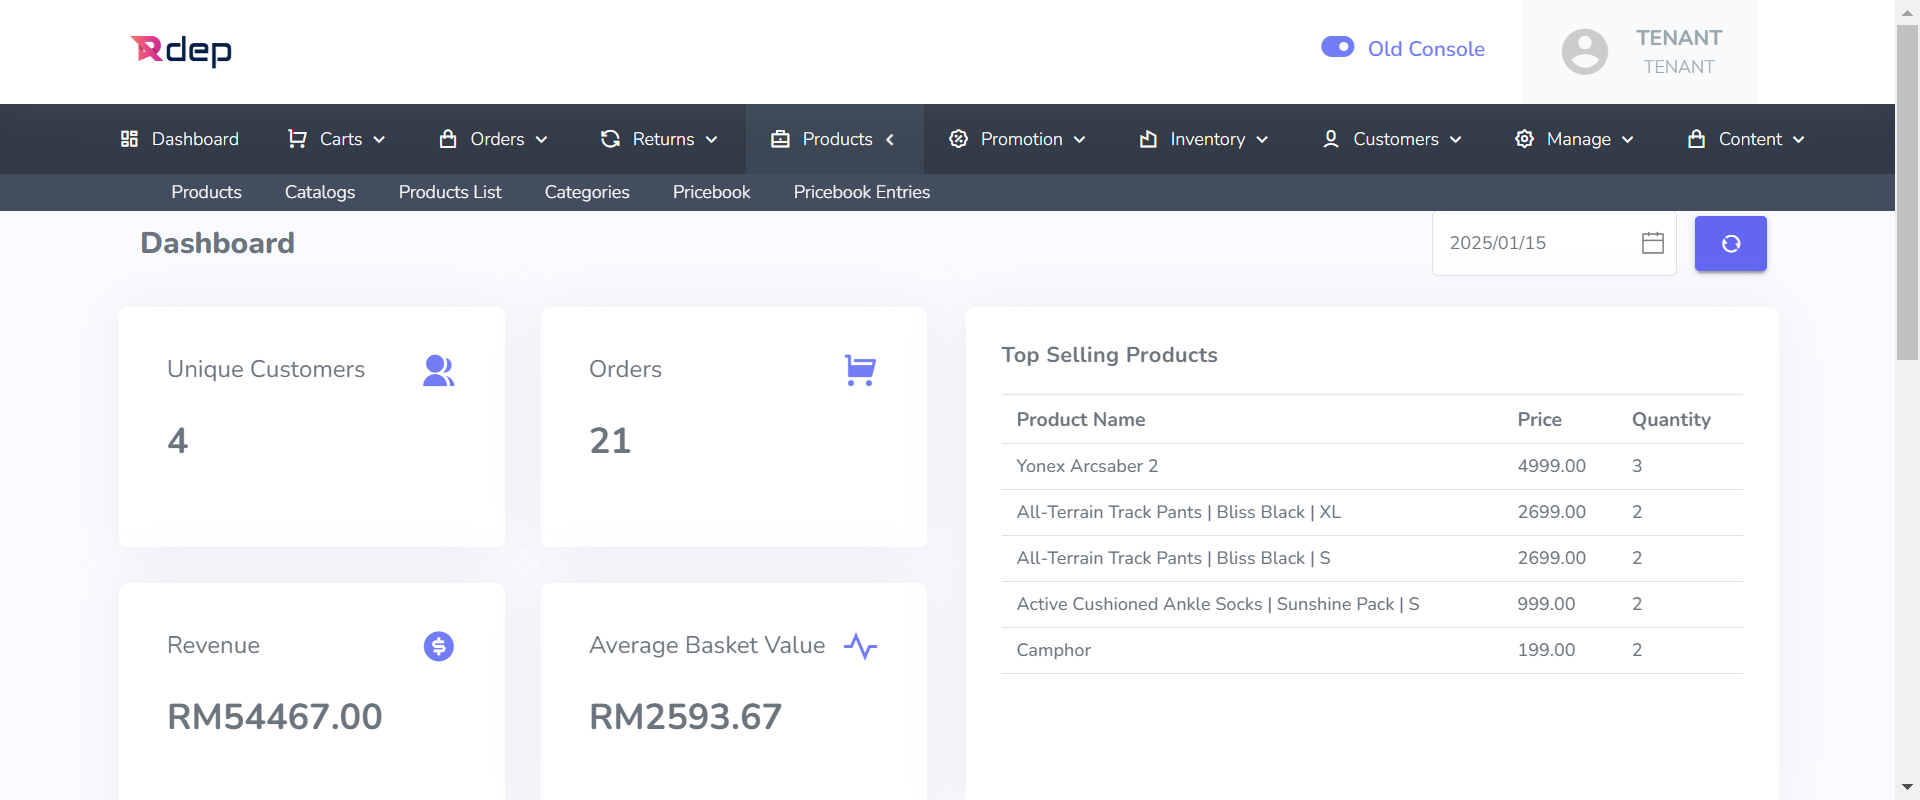 Rdep
Old Console
TENANT
TENANT
Dashboard Carts Orders Returns Products Promotion Inventory Customers Manage Content
Products Catalogs Products List Categories Pricebook Pricebook Entries
Dashboard
2025/01/15
Unique Customers
4
Orders
21
Revenue
RM54467.00
Average Basket Value
RM2593.67
Top Selling Products
Product Name Price Quantity
Yonex Arcsaber 2 4999.00 3
All-Terrain Track Pants | Bliss Black | XL 2699.00 2
All-Terrain Track Pants | Bliss Black | S 2699.00 2
Active Cushioned Ankle Socks | Sunshine Pack | S 999.00 2
Camphor 199.00 2